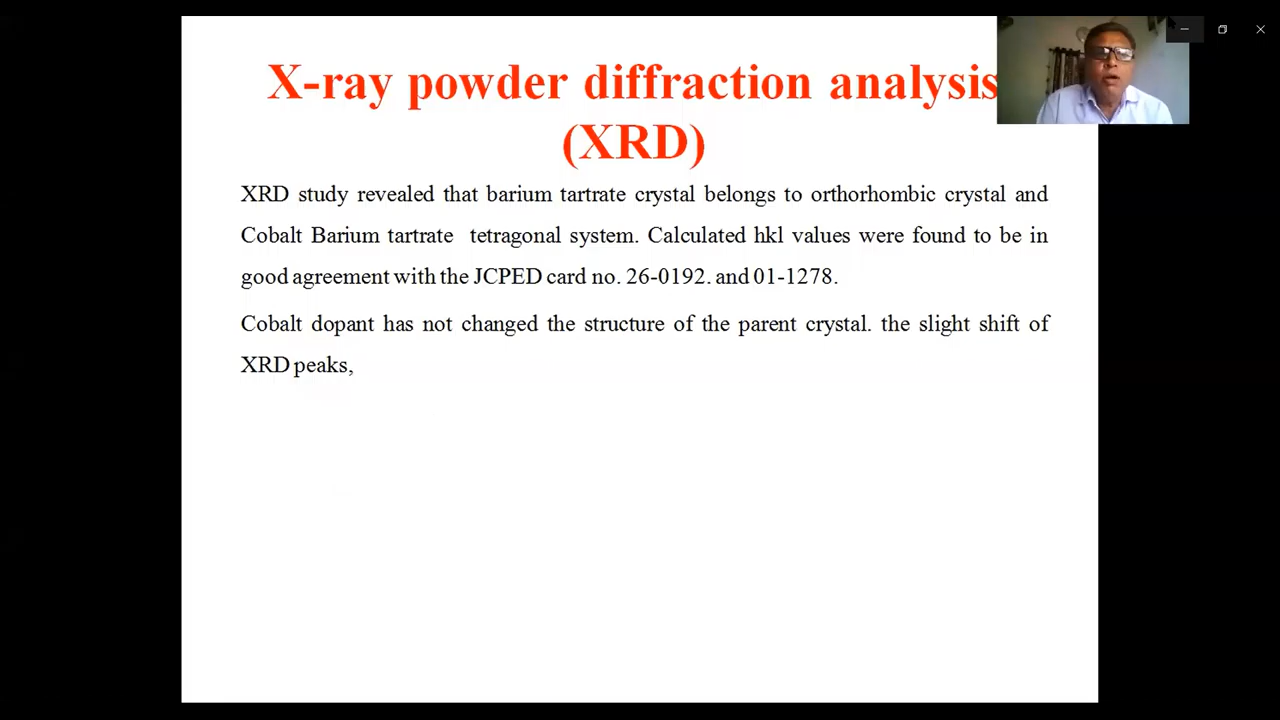 X-ray powder diffraction analysis
(XRD)
XRD study revealed that barium tartrate crystal belongs to orthorhombic crystal and
Cobalt Barium tartrate tetragonal system. Calculated hkl values were found to be in
good agreement with the JCPED card no. 26-0192. and 01-1278.
Cobalt dopant has not changed the structure of the parent crystal. the slight shift of
XRD peaks,